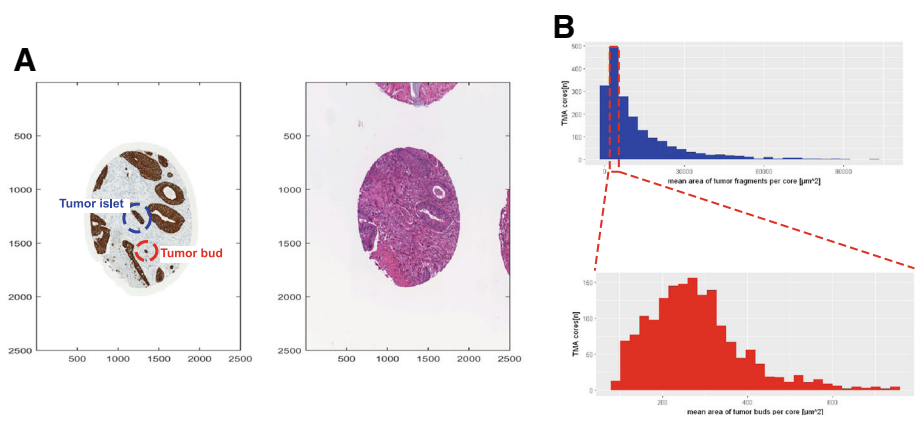 A
500
1000
1500
2000
2500
500 1000 1500 2000 2500
Tumor islet
Tumor bud
500
1000
1500
2000
2500
500 1000 1500 2000 2500
B
TMA cores[n]
500
400
300
200
100
0
0 30000 60000 90000
mean area of tumor fragments per core [µm^2]
TMA cores[n]
150
100
50
0
200 400 600
mean area of tumor buds per core [µm^2]